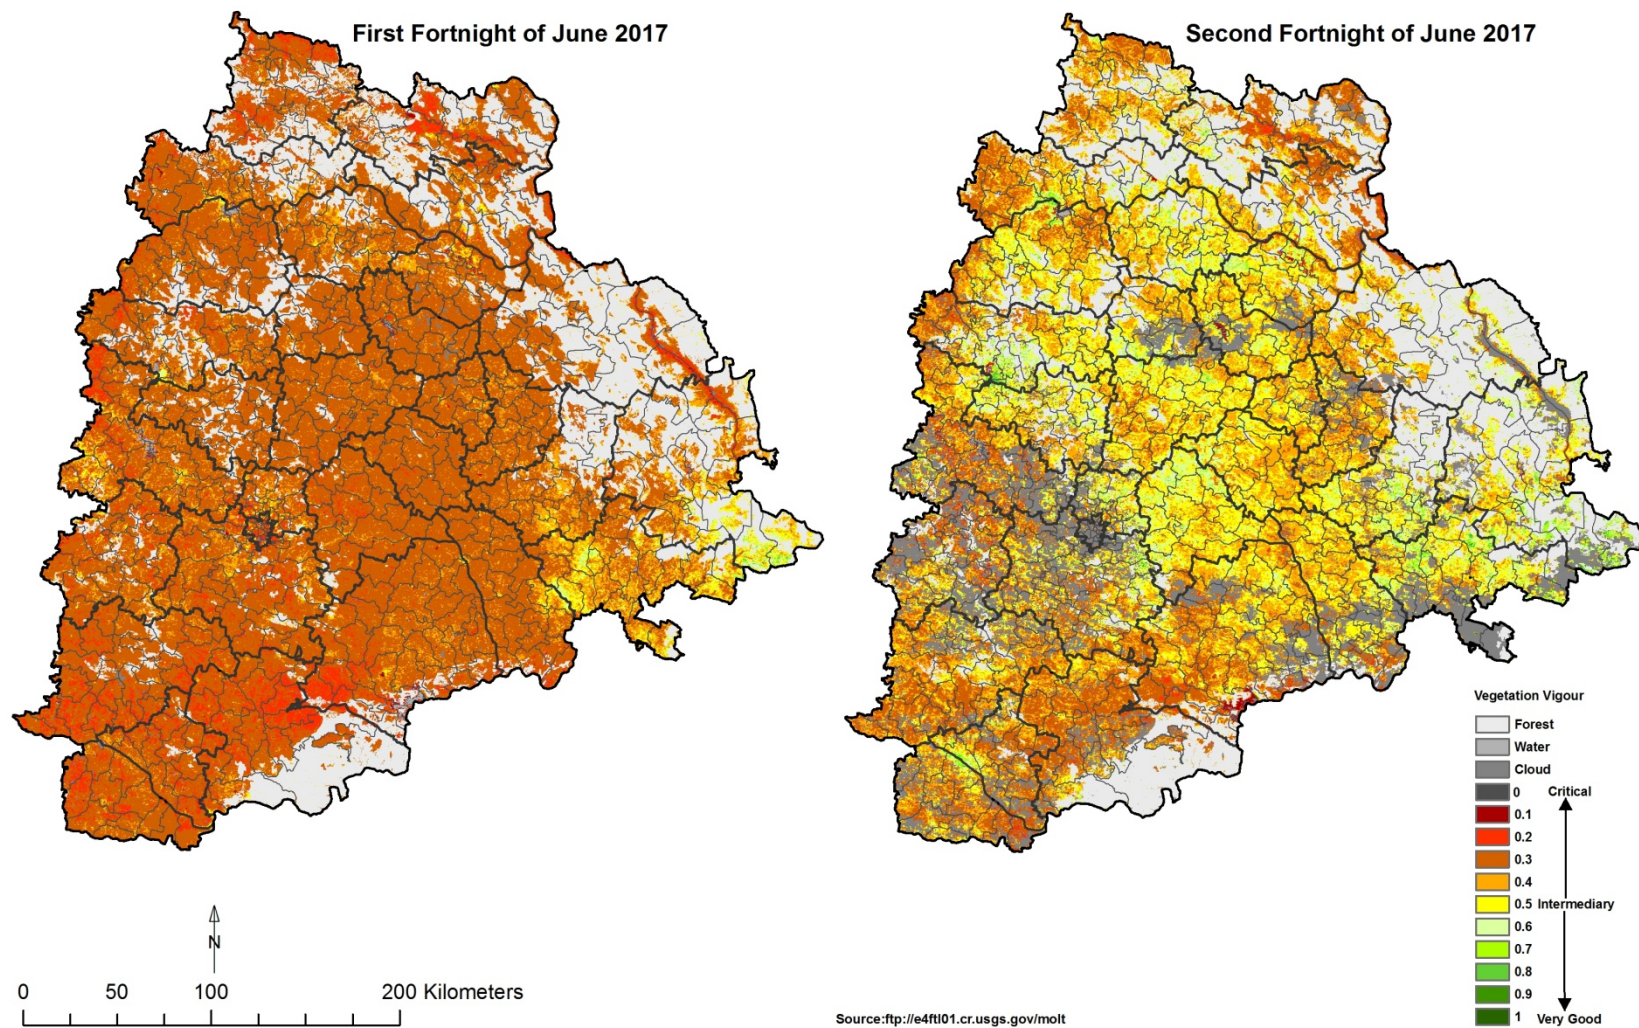 First Fortnight of June 2017
Second Fortnight of June 2017
Vegetation Vigour
Forest
Water
Cloud
0 Critical
0.1
0.2
0.3
0.4
0.5 Intermediary
0.6
0.7
0.8
0.9
1 Very Good
N
0 50 100 200 Kilometers
Source:ftp://e4ftl01.cr.usgs.gov/molt